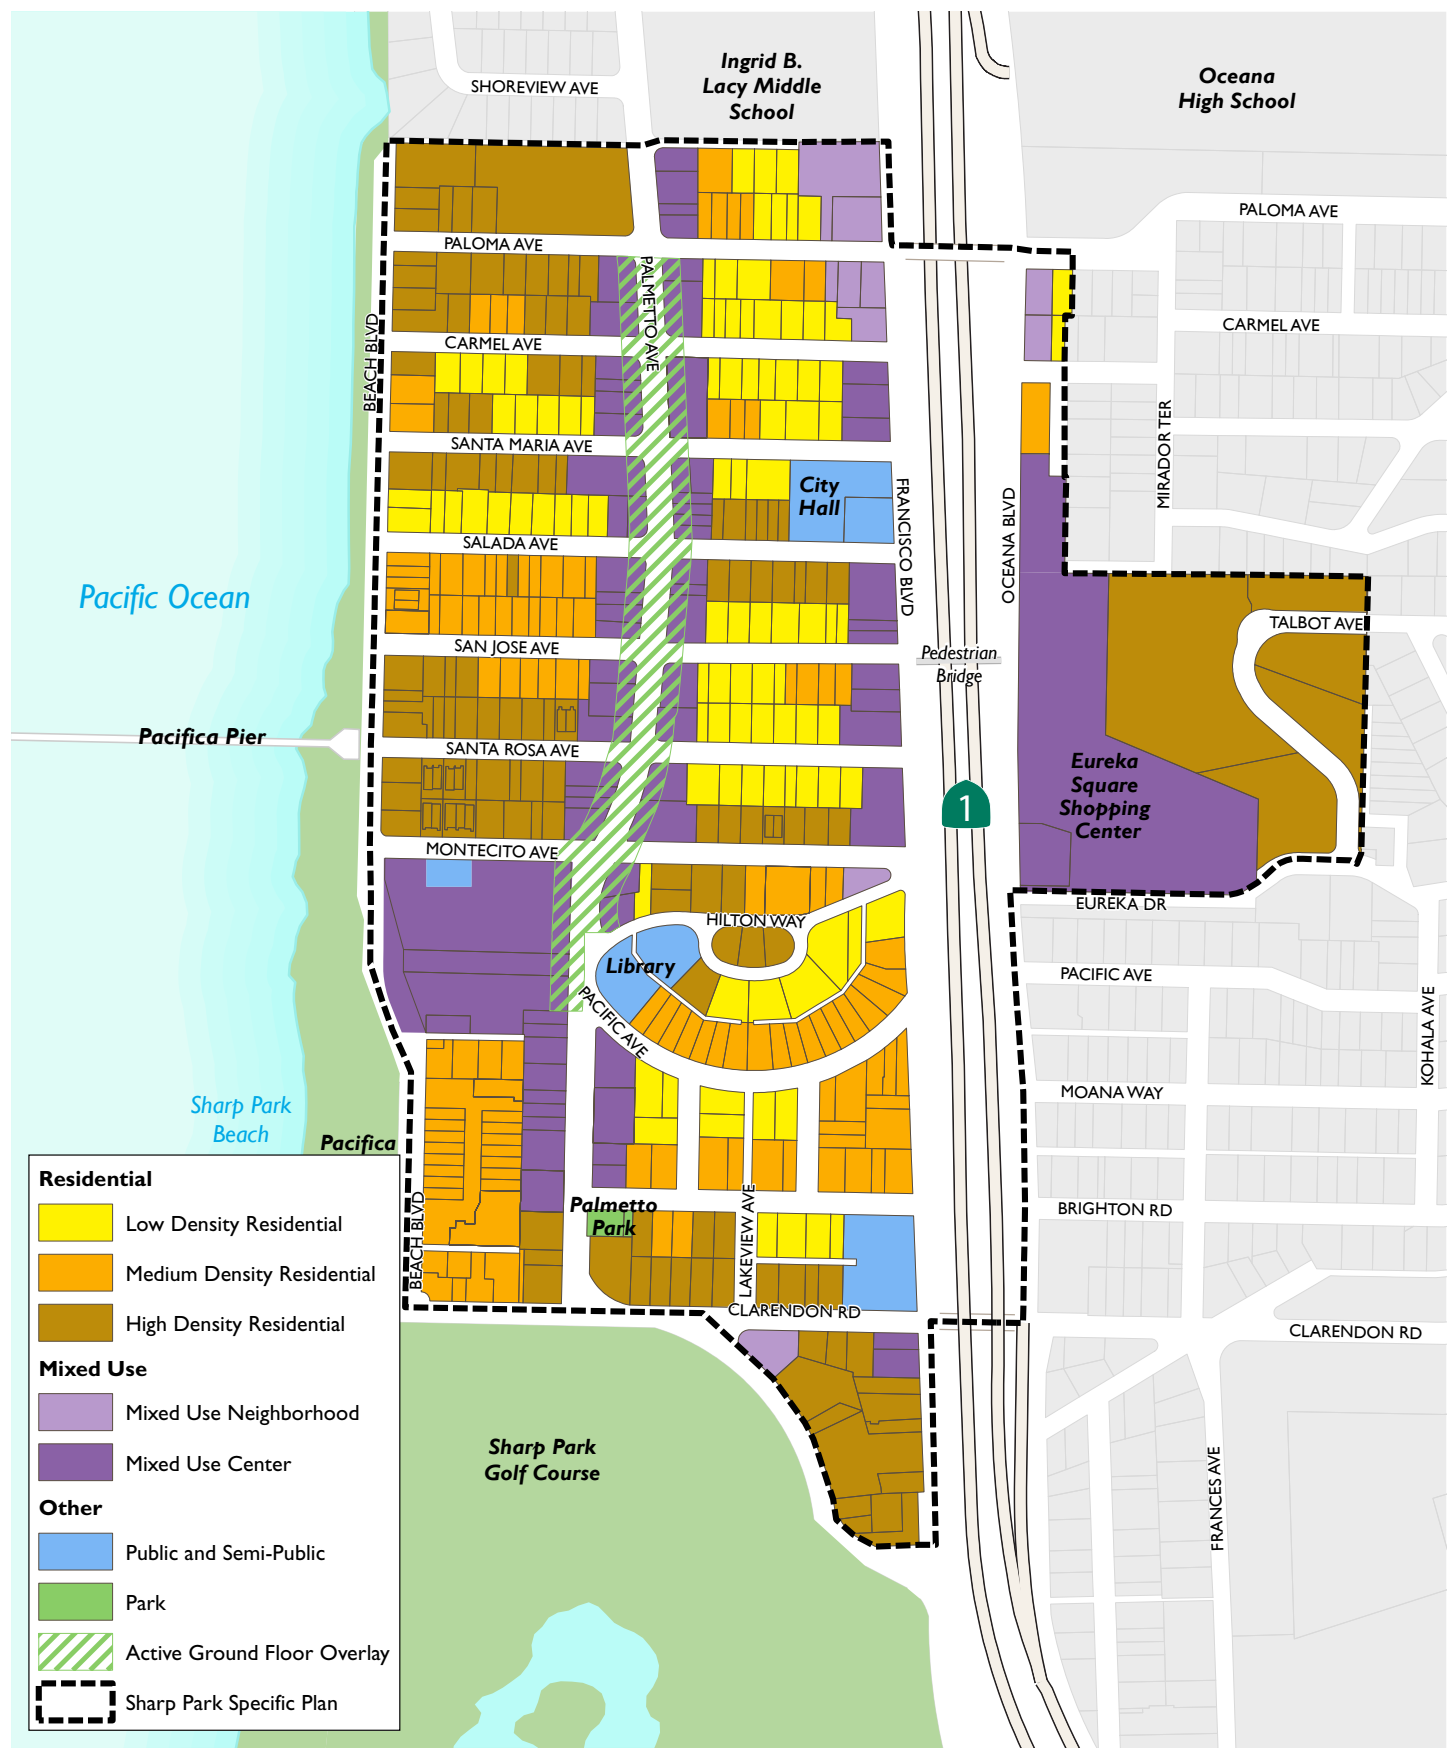 Ingrid B.
Lacy Middle
School
Oceana
High School
SHOREVIEW AVE
PALOMA AVE
PALOMA AVE
PALMETTO AVE
CARMEL AVE
CARMEL AVE
BEACH BLVD
SANTA MARIA AVE
MIRADOR TER
City
Hall
FRANCISCO BLVD
OCEANA BLVD
SALADA AVE
Pacific Ocean
TALBOT AVE
SAN JOSE AVE
Pedestrian
Bridge
Pacifica Pier
SANTA ROSA AVE
Eureka
Square
Shopping
Center
1
MONTECITO AVE
EUREKA DR
HILTON WAY
Library
PACIFIC AVE
PACIFIC AVE
KOHALA AVE
MOANA WAY
Sharp Park
Beach
Pacifica
BEACH BLVD
Palmetto
Park
LAKEVIEW AVE
BRIGHTON RD
CLARENDON RD
CLARENDON RD
Sharp Park
Golf Course
FRANCES AVE
Residential
Low Density Residential
Medium Density Residential
High Density Residential
Mixed Use
Mixed Use Neighborhood
Mixed Use Center
Other
Public and Semi-Public
Park
Active Ground Floor Overlay
Sharp Park Specific Plan